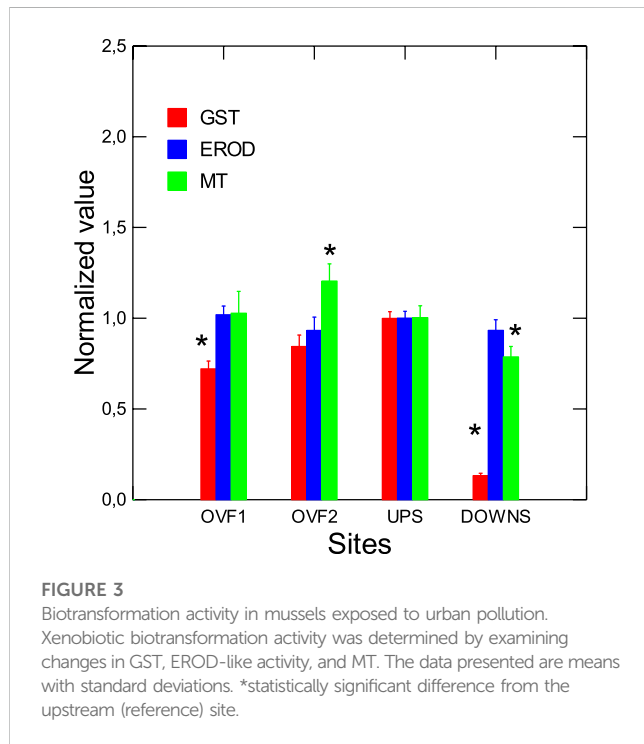 2,5
2,0
1,5
1,0
0,5
0,0
Normalized value
GST
EROD
MT
*
*
*
*
OVF1 OVF2 UPS DOWNS
Sites
FIGURE 3
Biotransformation activity in mussels exposed to urban pollution.
Xenobiotic biotransformation activity was determined by examining
changes in GST, EROD-like activity, and MT. The data presented are means
with standard deviations. *statistically significant difference from the
upstream (reference) site.